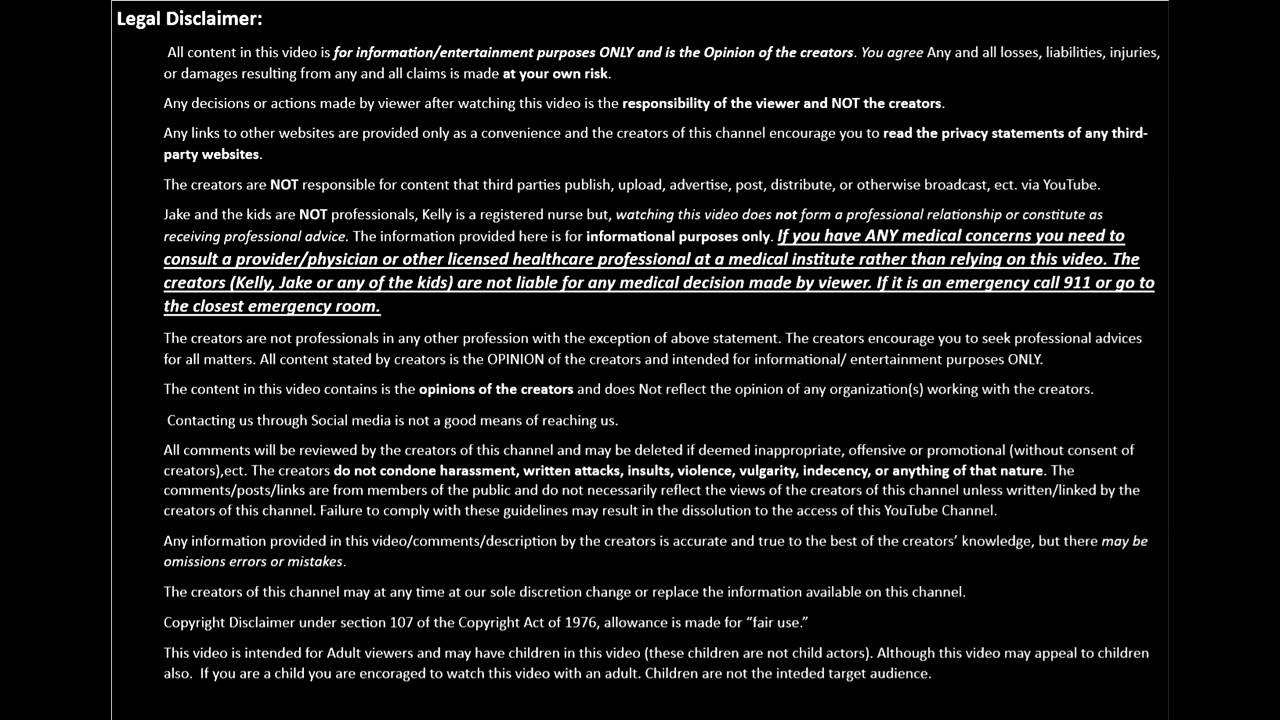 Legal Disclaimer:
All content in this video is for information/entertainment purposes ONLY and is the Opinion of the creators. You agree Any and all losses, liabilities, injuries,
or damages resulting from any and all claims is made at your own risk.
Any decisions or actions made by viewer after watching this video is the responsibility of the viewer and NOT the creators.
Any links to other websites are provided only as a convenience and the creators of this channel encourage you to read the privacy statements of any third-
party websites.
The creators are NOT responsible for content that third parties publish, upload, advertise, post, distribute, or otherwise broadcast, ect. via YouTube.
Jake and the kids are NOT professionals, Kelly is a registered nurse but, watching this video does not form a professional relationship or constitute as
receiving professional advice. The information provided here is for informational purposes only. If you have ANY medical concerns you need to
consult a provider/physician or other licensed healthcare professional at a medical institute rather than relying on this video. The
creators (Kelly, Jake or any of the kids) are not liable for any medical decision made by viewer. If it is an emergency call 911 or go to
the closest emergency room.
The creators are not professionals in any other profession with the exception of above statement. The creators encourage you to seek professional advices
for all matters. All content stated by creators is the OPINION of the creators and intended for informational/ entertainment purposes ONLY.
The content in this video contains is the opinions of the creators and does Not reflect the opinion of any organization(s) working with the creators.
Contacting us through Social media is not a good means of reaching us.
All comments will be reviewed by the creators of this channel and may be deleted if deemed inappropriate, offensive or promotional (without consent of
creators),ect. The creators do not condone harassment, written attacks, insults, violence, vulgarity, indecency, or anything of that nature. The
comments/posts/links are from members of the public and do not necessarily reflect the views of the creators of this channel unless written/linked by the
creators of this channel. Failure to comply with these guidelines may result in the dissolution to the access of this YouTube Channel.
Any information provided in this video/comments/description by the creators is accurate and true to the best of the creators’ knowledge, but there may be
omissions errors or mistakes.
The creators of this channel may at any time at our sole discretion change or replace the information available on this channel.
Copyright Disclaimer under section 107 of the Copyright Act of 1976, allowance is made for “fair use.”
This video is intended for Adult viewers and may have children in this video (these children are not child actors). Although this video may appeal to children
also. If you are a child you are encoraged to watch this video with an adult. Children are not the inteded target audience.